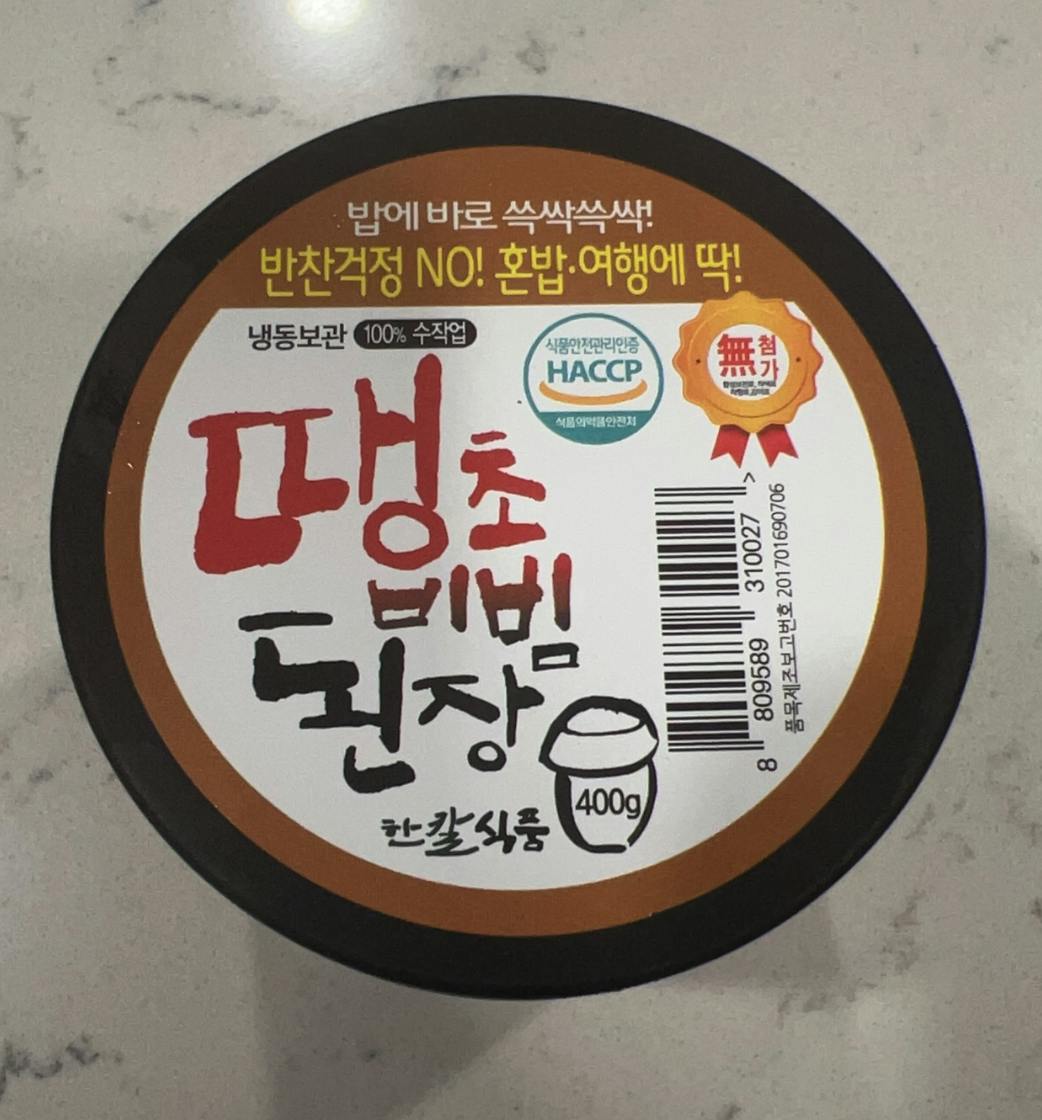 밥에 바로 쓱싹쓱싹!
반찬걱정 NO! 혼밥·여행에 딱!
냉동보관 100% 수작업
식품안전관리인증
HACCP
식품의약품안전처
無첨가
땡초
비빔
된장
400g
한칼식품
8 809589 310027 >
품목제조보고번호 201701690706